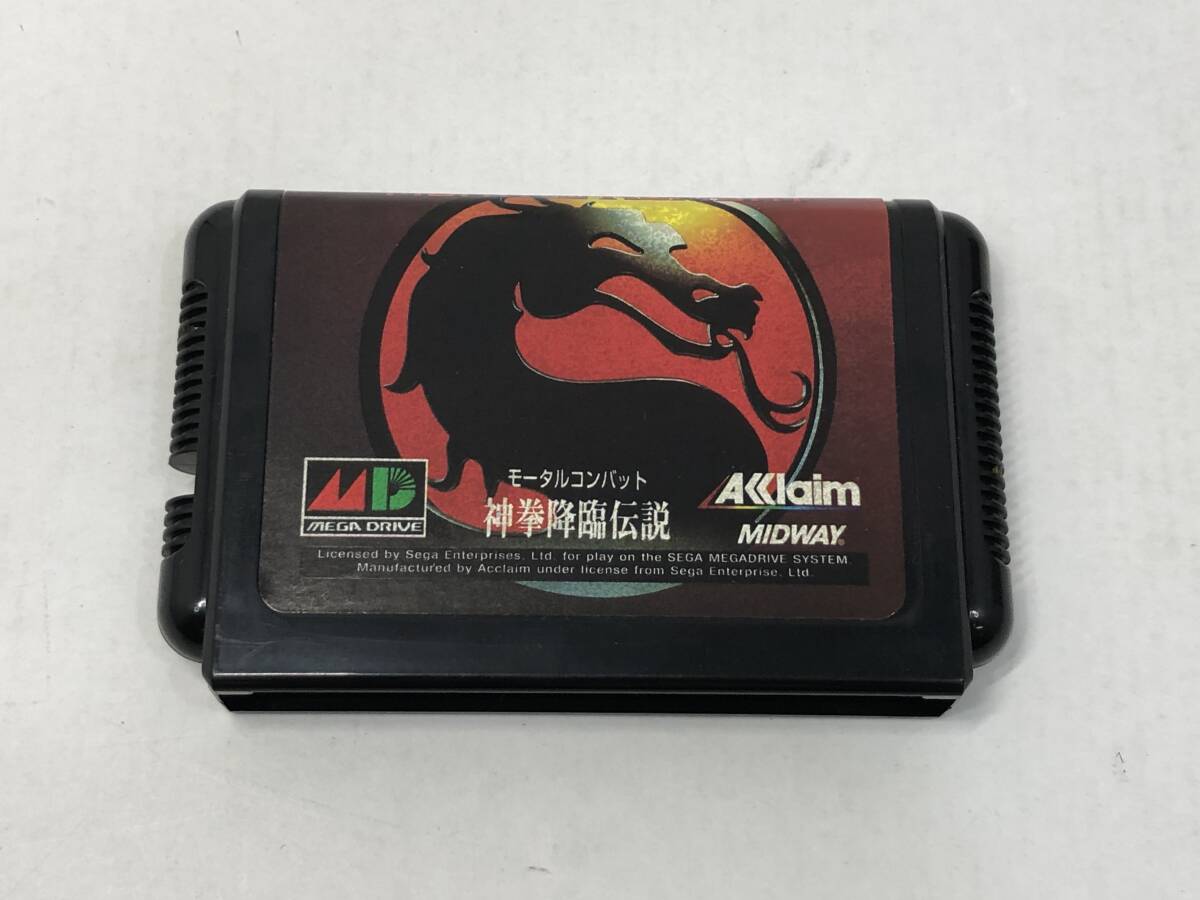 MEGA DRIVE
モータルコンバット
神拳降臨伝説
Acclaim
MIDWAY®
Licensed by Sega Enterprises. Ltd. for play on the SEGA MEGADRIVE SYSTEM.
Manufactured by Acclaim under license from Sega Enterprise. Ltd.